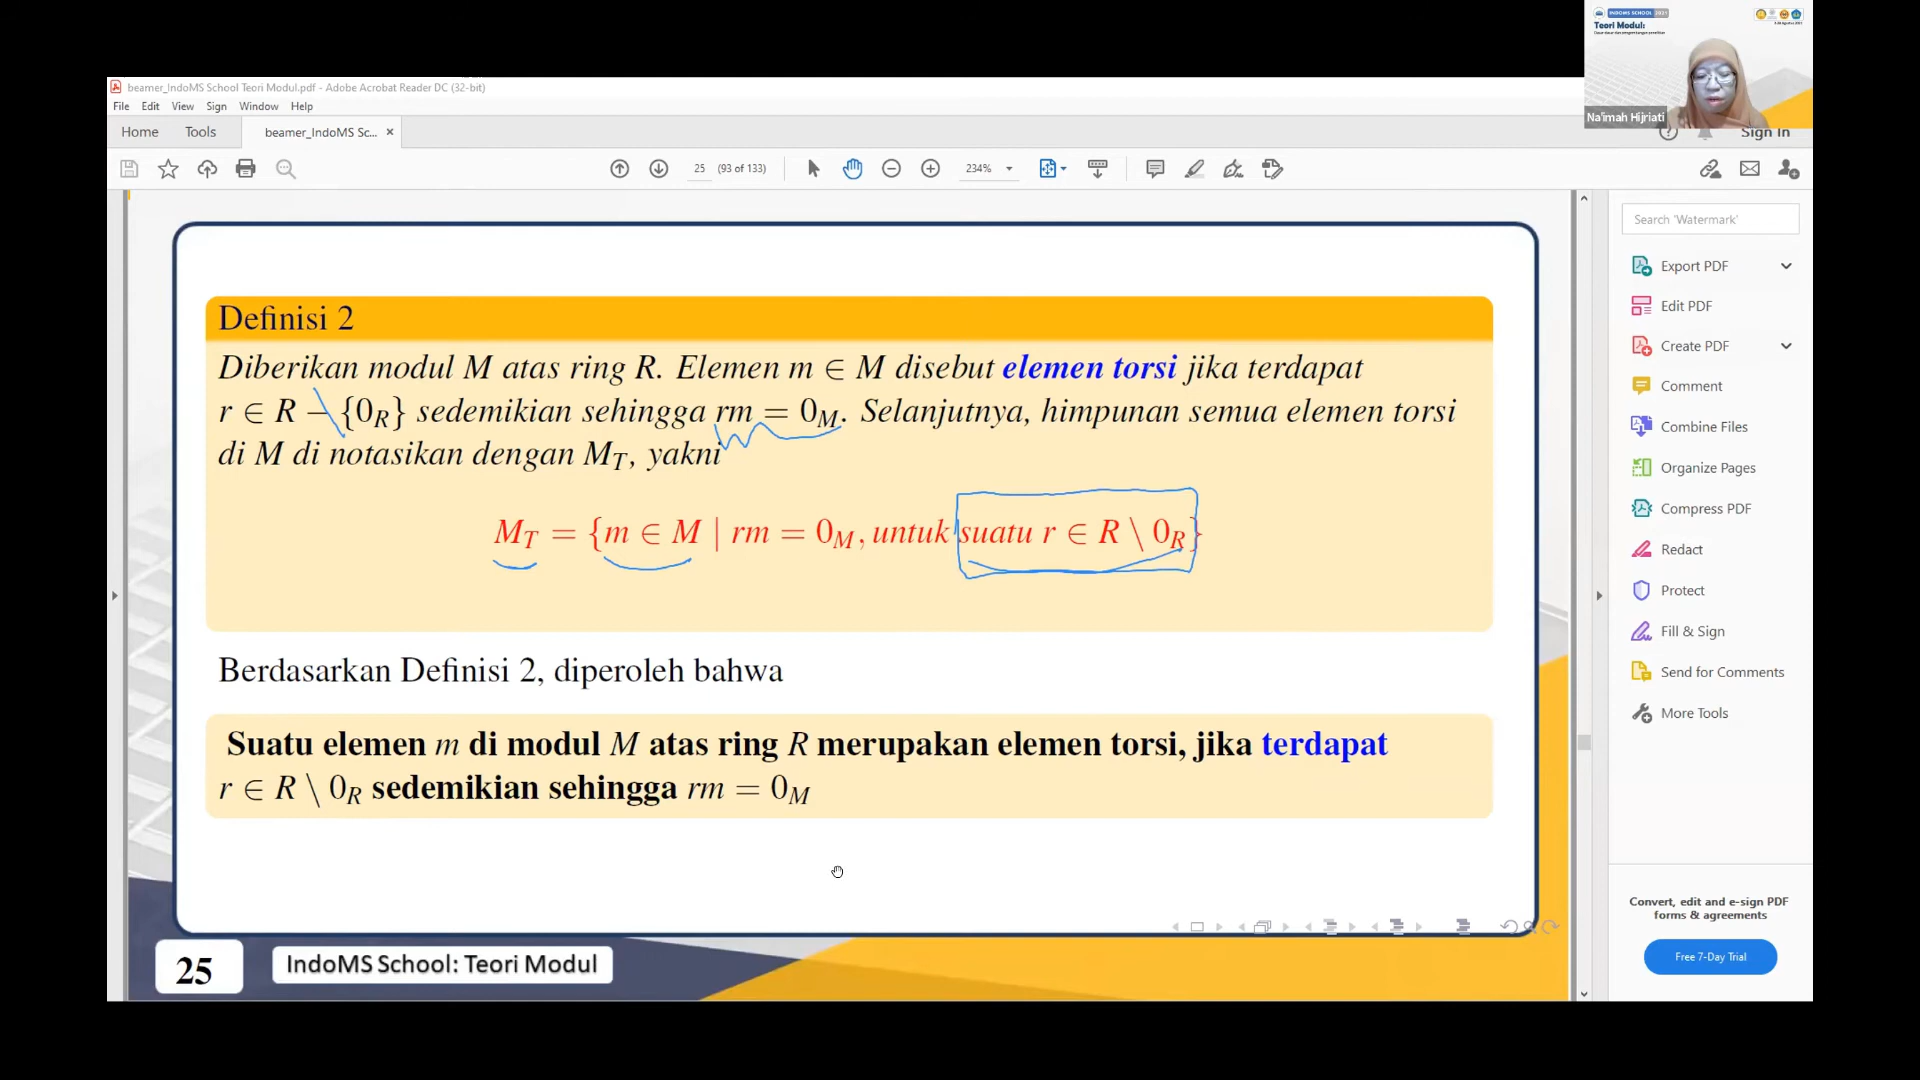 INDOMS SCHOOL 2021
Teori Modul:
Na'imah Hijriati
beamer_IndoMS School Teori Modul.pdf - Adobe Acrobat Reader DC (32-bit)
File Edit View Sign Window Help
Home Tools beamer_IndoMS Sc... × Sign In
25 (93 of 133) 234%
Search 'Watermark'
Export PDF
Edit PDF
Create PDF
Comment
Combine Files
Organize Pages
Compress PDF
Redact
Protect
Fill & Sign
Send for Comments
More Tools
Convert, edit and e-sign PDF
forms & agreements
Free 7-Day Trial
Definisi 2
Diberikan modul M atas ring R. Elemen m ∈ M disebut elemen torsi jika terdapat
r ∈ R − {0_R} sedemikian sehingga rm = 0_M. Selanjutnya, himpunan semua elemen torsi
di M di notasikan dengan M_T, yakni
M_T = {m ∈ M | rm = 0_M, untuk suatu r ∈ R \ 0_R}
Berdasarkan Definisi 2, diperoleh bahwa
Suatu elemen m di modul M atas ring R merupakan elemen torsi, jika terdapat
r ∈ R \ 0_R sedemikian sehingga rm = 0_M
25 IndoMS School: Teori Modul